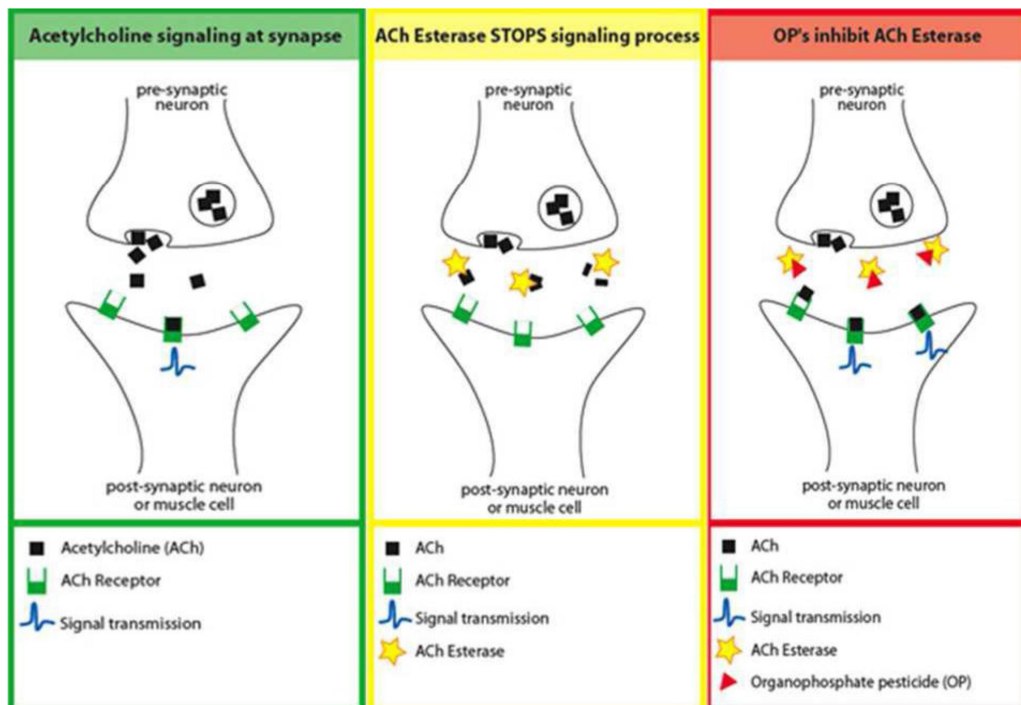 Acetylcholine signaling at synapse
pre-synaptic
neuron
post-synaptic neuron
or muscle cell
Acetylcholine (ACh)
ACh Receptor
Signal transmission
ACh Esterase STOPS signaling process
pre-synaptic
neuron
post-synaptic neuron
or muscle cell
ACh
ACh Receptor
Signal transmission
ACh Esterase
OP's inhibit ACh Esterase
pre-synaptic
neuron
post-synaptic neuron
or muscle cell
ACh
ACh Receptor
Signal transmission
ACh Esterase
Organophosphate pesticide (OP)